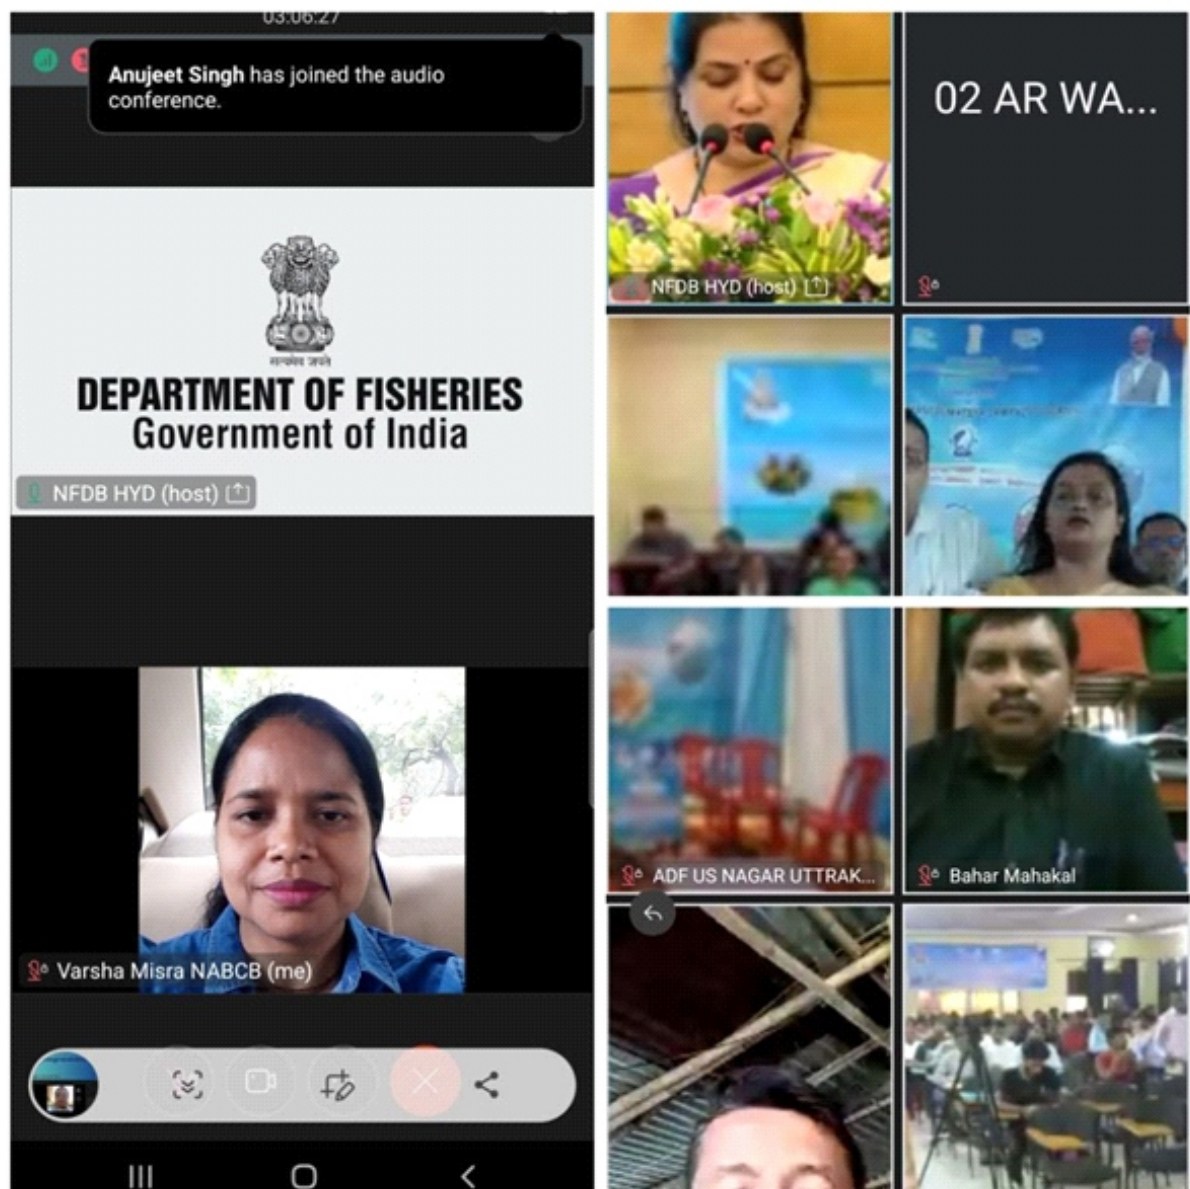 03:06:27
Anujeet Singh has joined the audio
conference.
सत्यमेव जयते
DEPARTMENT OF FISHERIES
Government of India
NFDB HYD (host)
Varsha Misra NABCB (me)
NFDB HYD (host)
02 AR WA...
ADF US NAGAR UTTRAK...
Bahar Mahakal